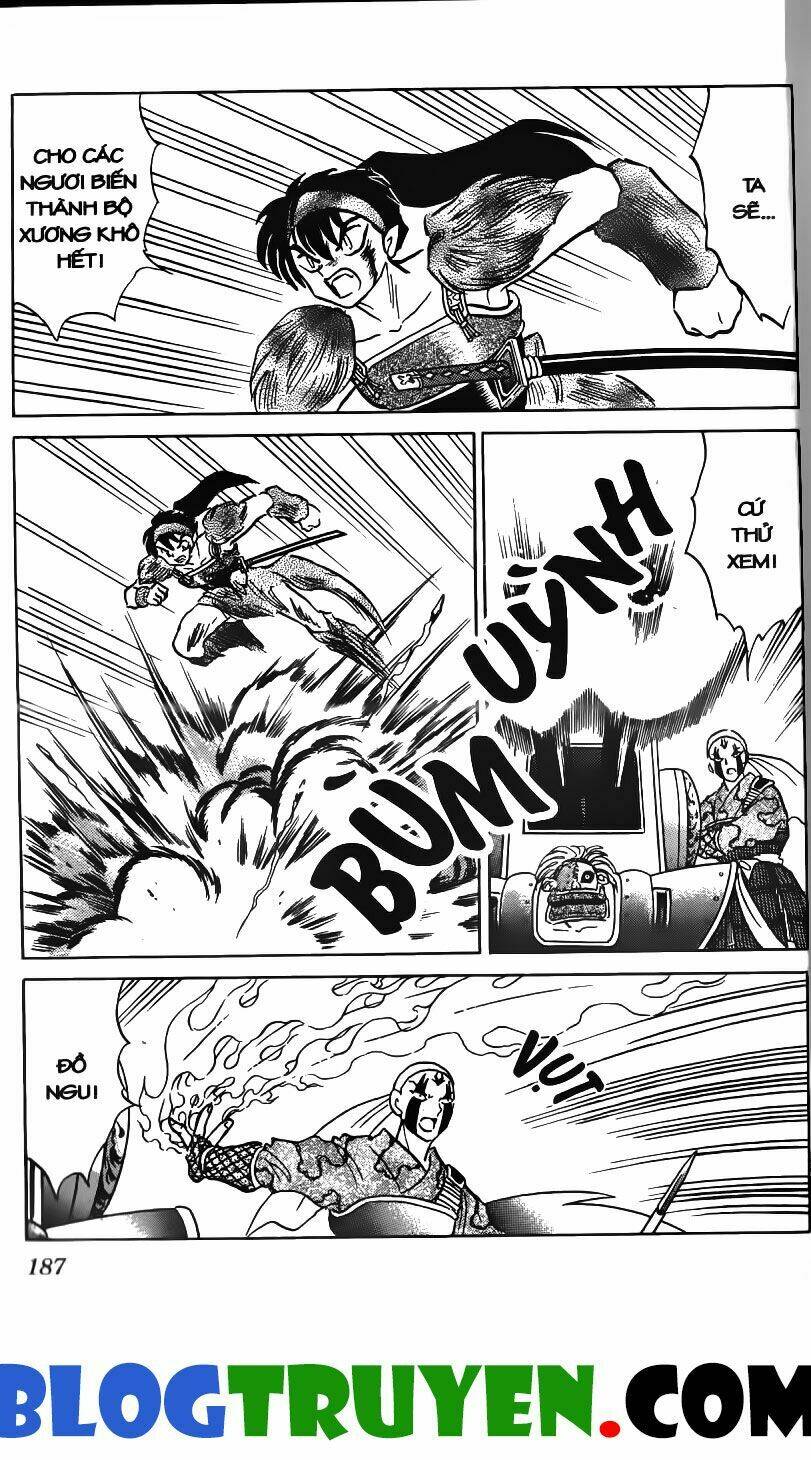 TA
SẼ...
CHO CÁC
NGƯƠI BIẾN
THÀNH BỘ
XƯƠNG KHÔ
HẾT!
CỨ
THỬ
XEM!
UỲNH
BÙM
VỤT
ĐỒ
NGU!
187
BLOGTRUYEN.COM